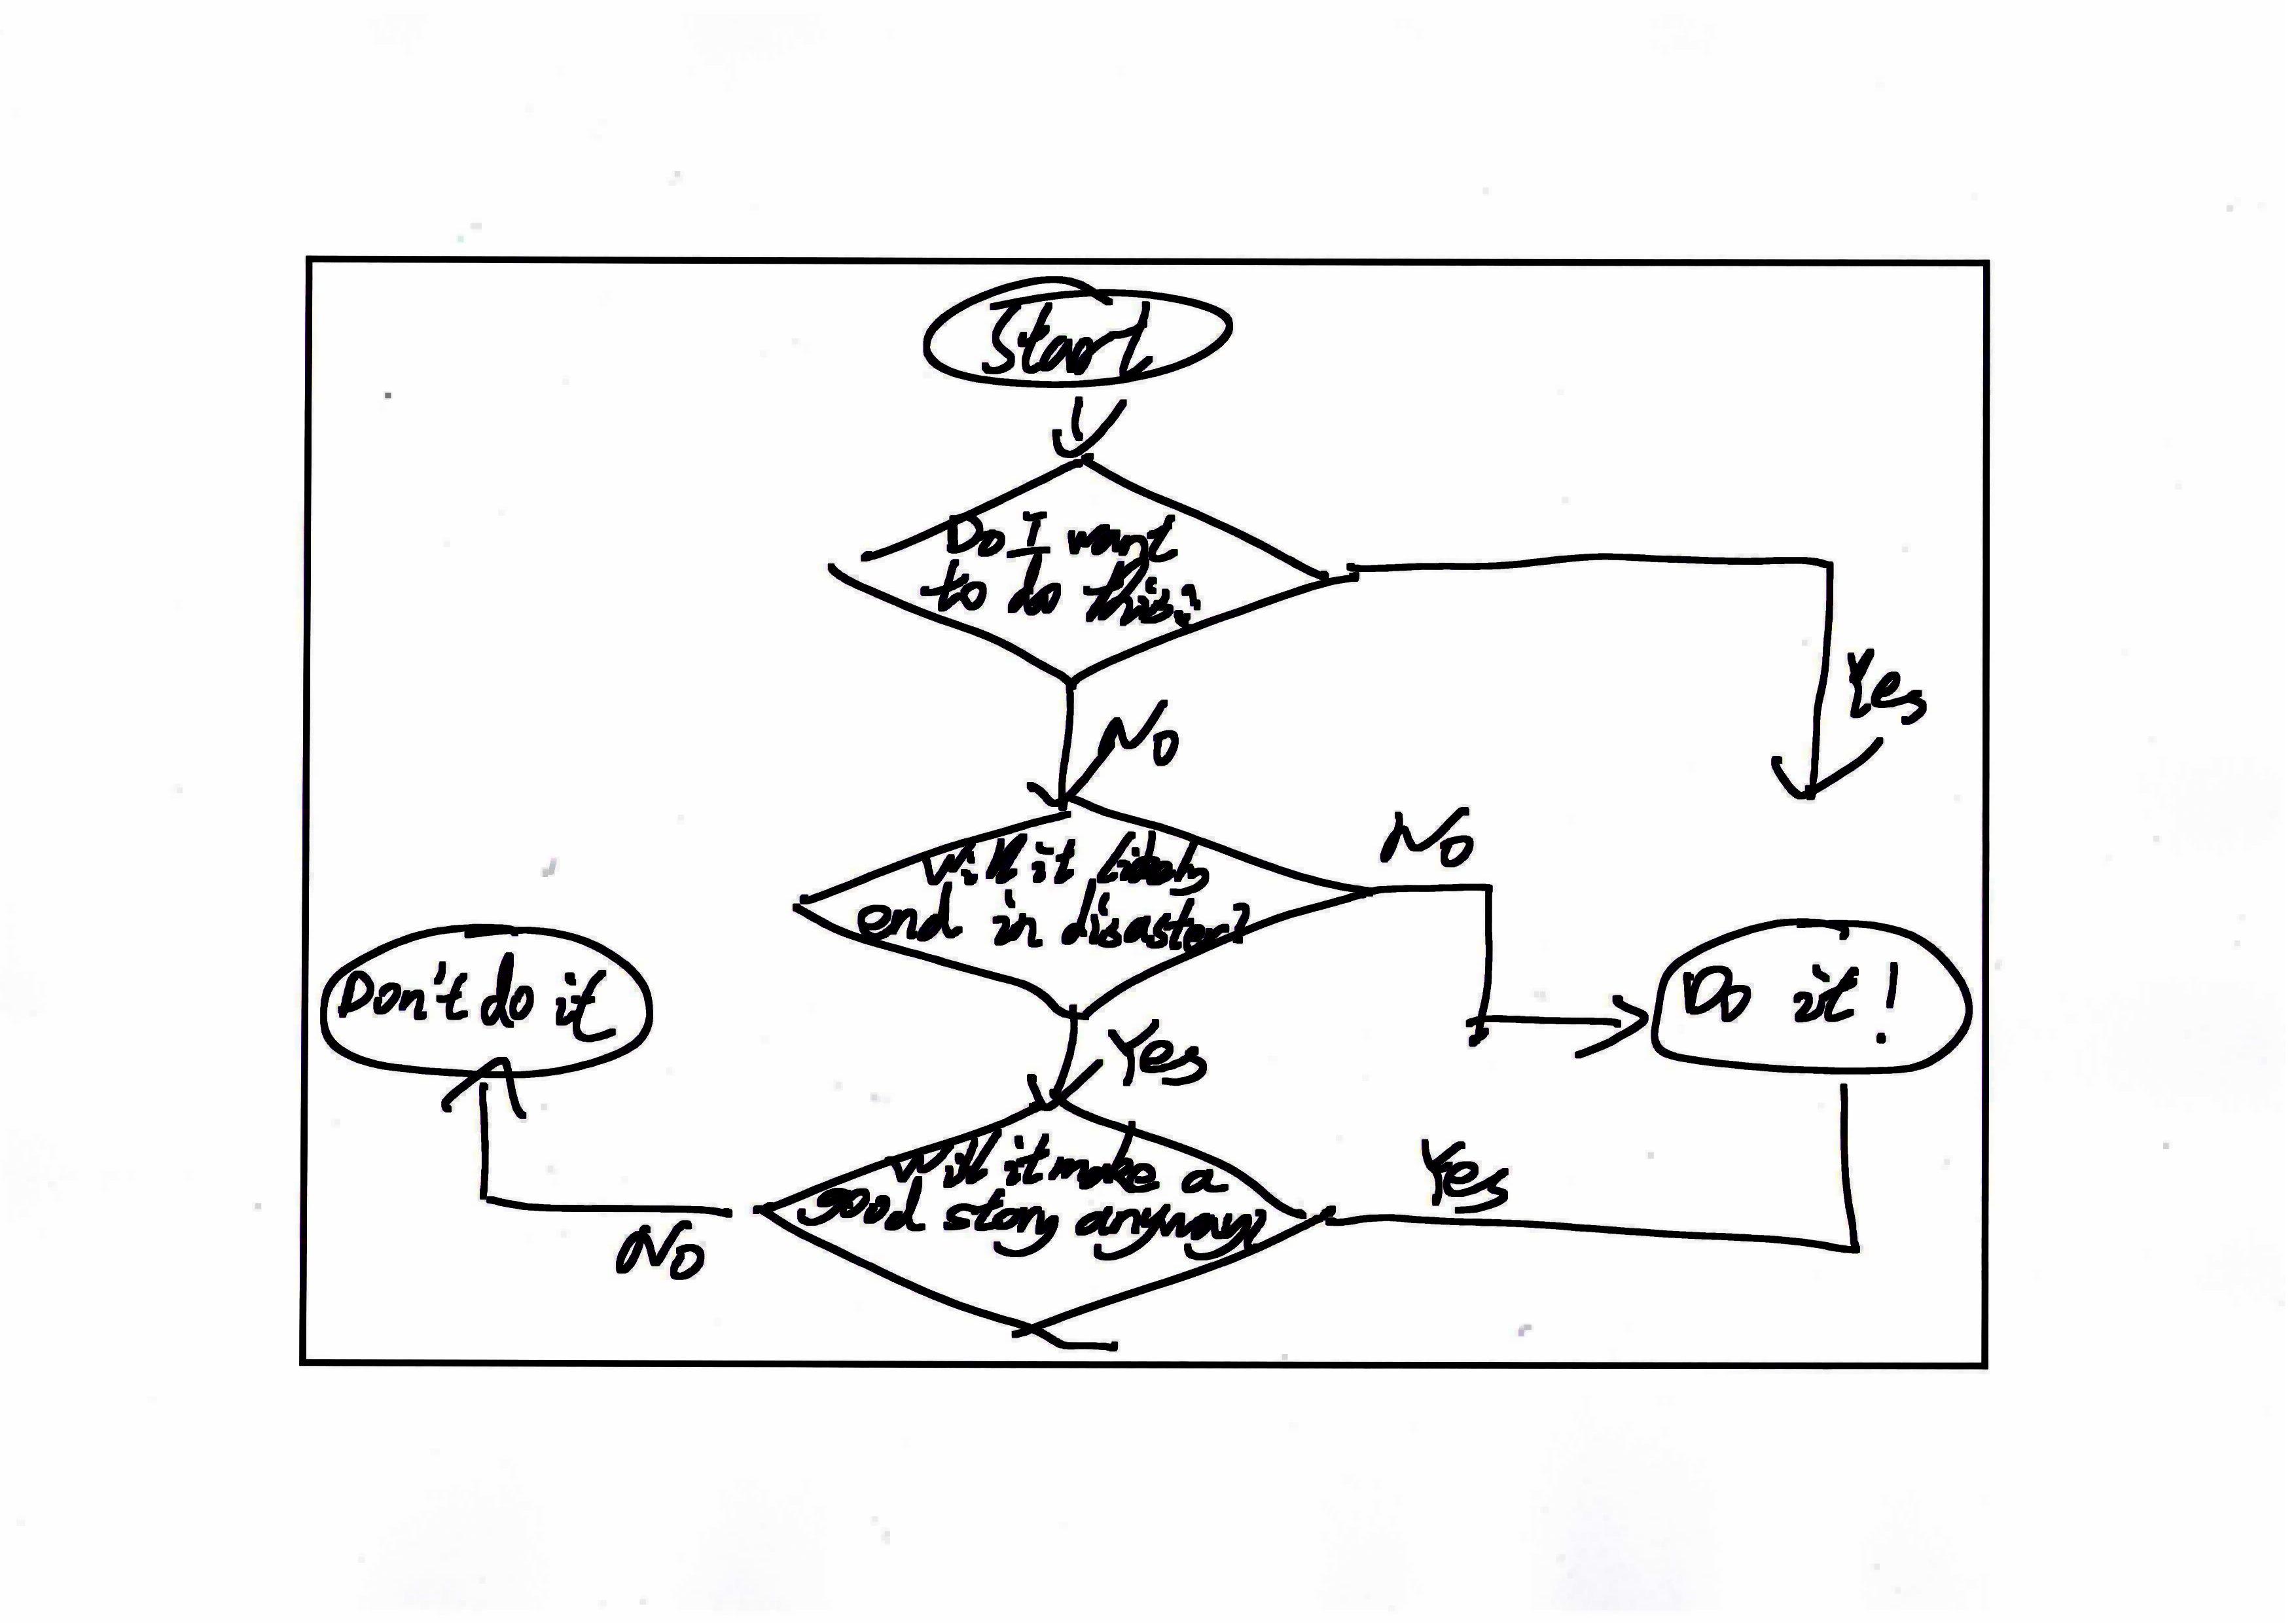 Start
Do I want
to do this?
Yes
No
Will it likely
end in disaster?
No
Don't do it
Do it!
Yes
Will it make a
good story anyway?
Yes
No